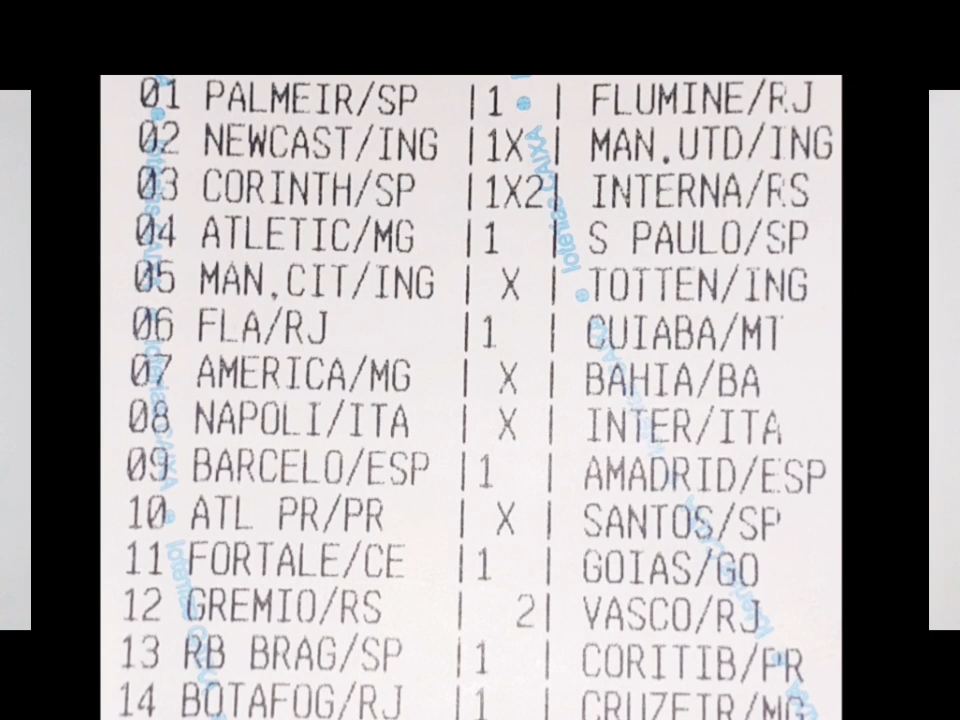 01 PALMEIR/SP |1 | FLUMINE/RJ
02 NEWCAST/ING |1X | MAN.UTD/ING
03 CORINTH/SP |1X2| INTERNA/RS
04 ATLETIC/MG |1 | S PAULO/SP
05 MAN.CIT/ING | X | TOTTEN/ING
06 FLA/RJ |1 | CUIABA/MT
07 AMERICA/MG | X | BAHIA/BA
08 NAPOLI/ITA | X | INTER/ITA
09 BARCELO/ESP |1 | AMADRID/ESP
10 ATL PR/PR | X | SANTOS/SP
11 FORTALE/CE |1 | GOIAS/GO
12 GREMIO/RS | 2| VASCO/RJ
13 RB BRAG/SP |1 | CORITIB/PR
14 BOTAFOG/RJ |1 | CRUZEIR/MG